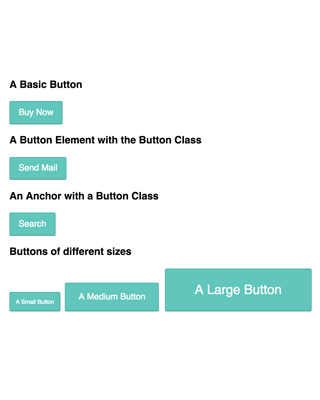 A Basic Button
Buy Now
A Button Element with the Button Class
Send Mail
An Anchor with a Button Class
Search
Buttons of different sizes
A Small Button
A Medium Button
A Large Button